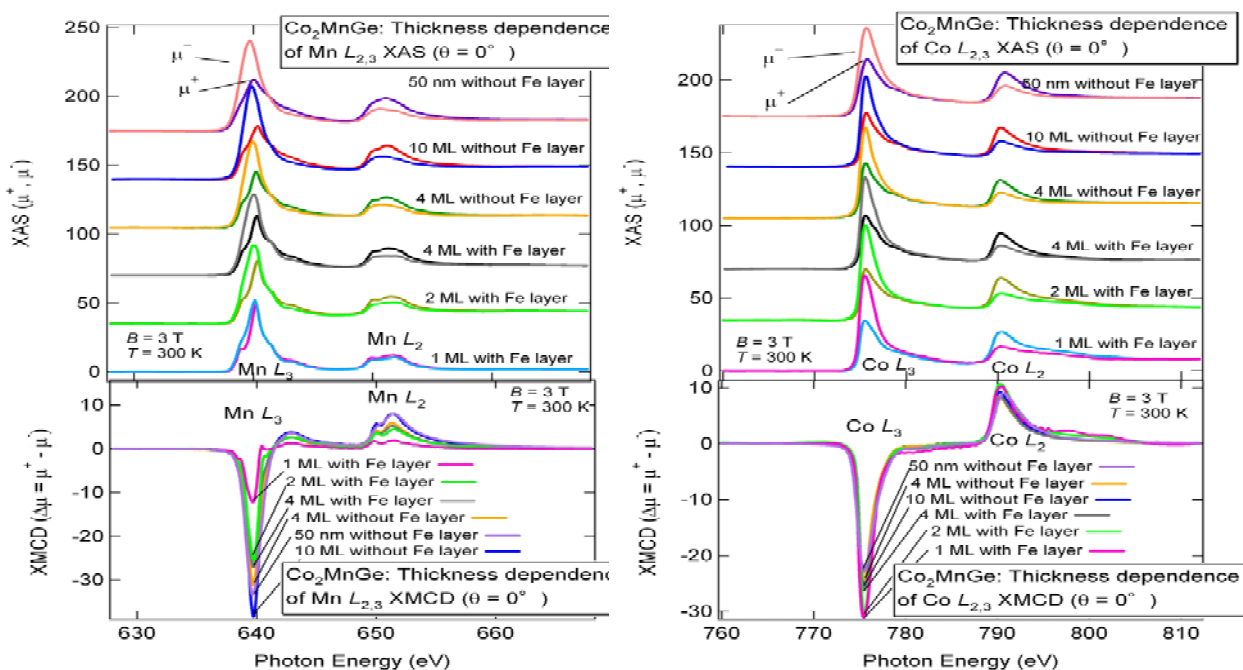 Co₂MnGe: Thickness dependence
of Mn L₂,₃ XAS (θ = 0°)
250
200
150
100
50
0
XAS (μ⁺, μ⁻)
μ⁻
μ⁺
50 nm without Fe layer
10 ML without Fe layer
4 ML without Fe layer
4 ML with Fe layer
2 ML with Fe layer
B = 3 T
T = 300 K
Mn L₂
1 ML with Fe layer
Mn L₃
10
0
-10
-20
-30
XMCD (Δμ = μ⁺ - μ⁻)
B = 3 T
T = 300 K
Mn L₂
Mn L₃
1 ML with Fe layer
2 ML with Fe layer
4 ML with Fe layer
4 ML without Fe layer
50 nm without Fe layer
10 ML without Fe layer
Co₂MnGe: Thickness dependence
of Mn L₂,₃ XMCD (θ = 0°)
630
640
650
660
Photon Energy (eV)
Co₂MnGe: Thickness dependence
of Co L₂,₃ XAS (θ = 0°)
200
150
100
50
0
XAS (μ⁺, μ⁻)
μ⁻
μ⁺
50 nm without Fe layer
10 ML without Fe layer
4 ML without Fe layer
4 ML with Fe layer
2 ML with Fe layer
B = 3 T
T = 300 K
1 ML with Fe layer
Co L₃
Co L₂
10
0
-10
-20
-30
XMCD (Δμ = μ⁺ - μ⁻)
B = 3 T
T = 300 K
Co L₃
Co L₂
50 nm without Fe layer
4 ML without Fe layer
10 ML without Fe layer
4 ML with Fe layer
2 ML with Fe layer
1 ML with Fe layer
Co₂MnGe: Thickness dependence
of Co L₂,₃ XMCD (θ = 0°)
760
770
780
790
800
810
Photon Energy (eV)